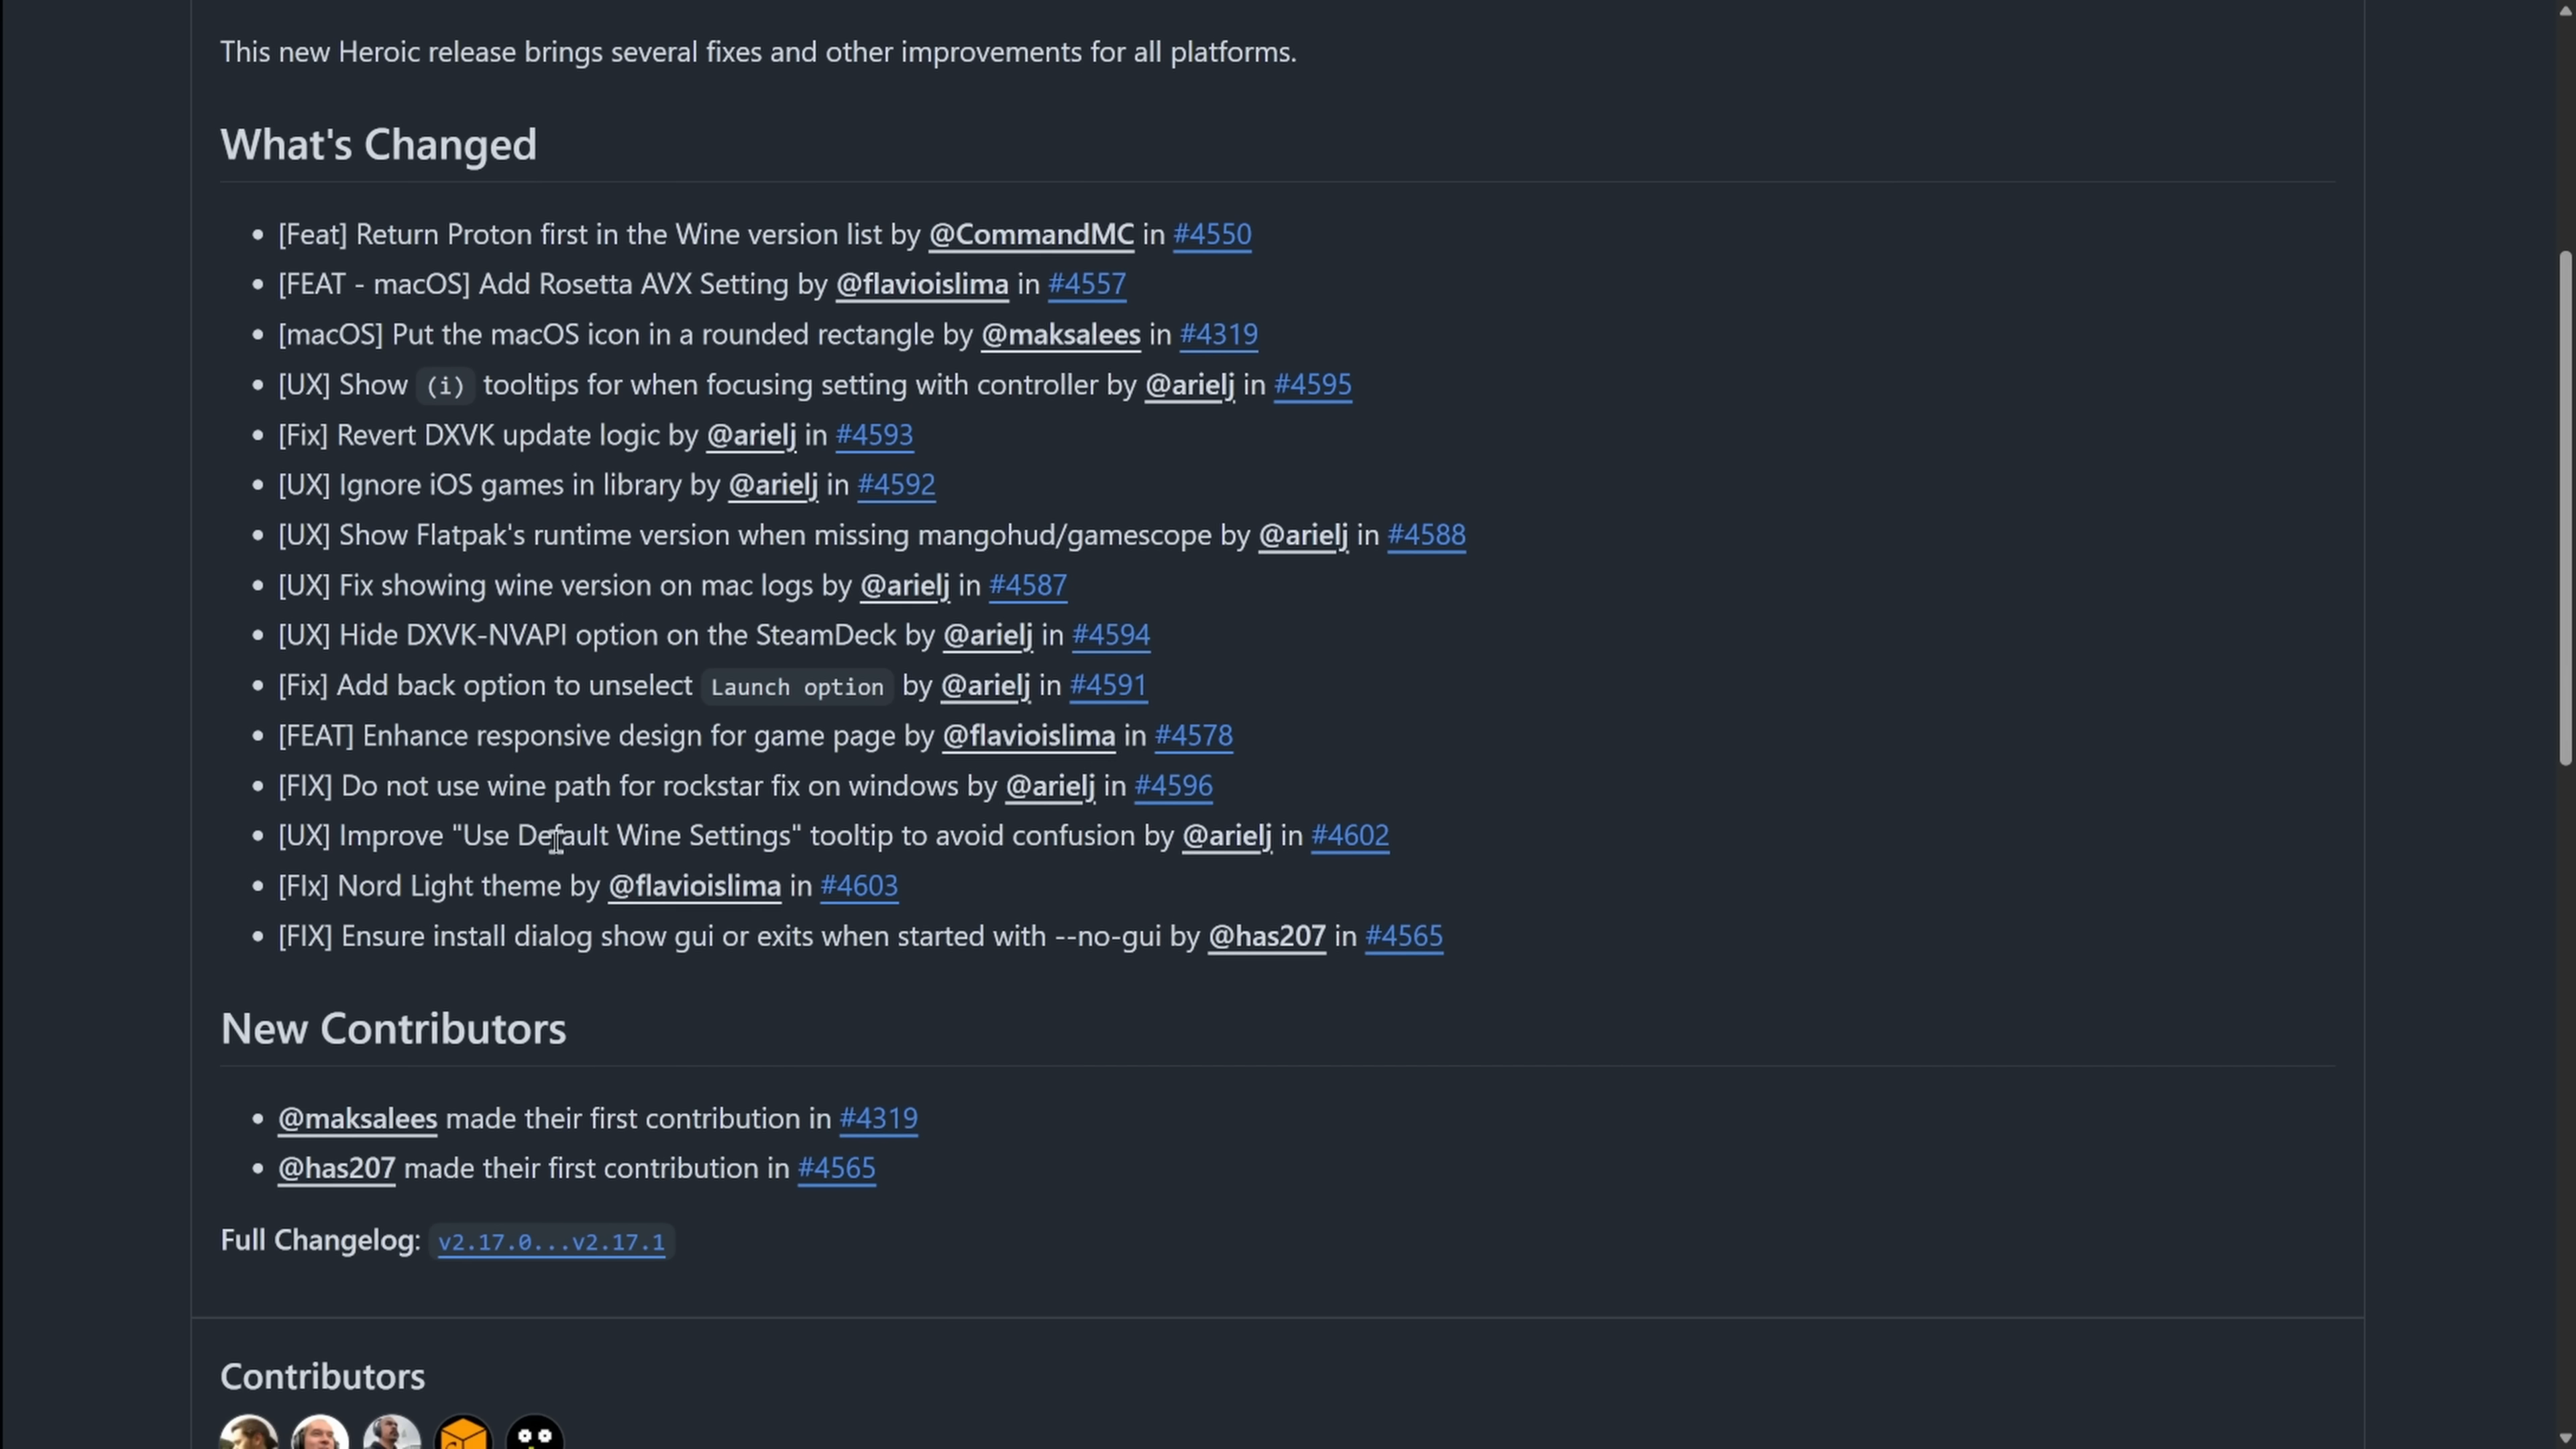 This new Heroic release brings several fixes and other improvements for all platforms.
What's Changed
[Feat] Return Proton first in the Wine version list by @CommandMC in #4550
[FEAT - macOS] Add Rosetta AVX Setting by @flavioislima in #4557
[macOS] Put the macOS icon in a rounded rectangle by @maksalees in #4319
[UX] Show (i) tooltips for when focusing setting with controller by @arielj in #4595
[Fix] Revert DXVK update logic by @arielj in #4593
[UX] Ignore iOS games in library by @arielj in #4592
[UX] Show Flatpak's runtime version when missing mangohud/gamescope by @arielj in #4588
[UX] Fix showing wine version on mac logs by @arielj in #4587
[UX] Hide DXVK-NVAPI option on the SteamDeck by @arielj in #4594
[Fix] Add back option to unselect Launch option by @arielj in #4591
[FEAT] Enhance responsive design for game page by @flavioislima in #4578
[FIX] Do not use wine path for rockstar fix on windows by @arielj in #4596
[UX] Improve "Use Default Wine Settings" tooltip to avoid confusion by @arielj in #4602
[FIx] Nord Light theme by @flavioislima in #4603
[FIX] Ensure install dialog show gui or exits when started with --no-gui by @has207 in #4565
New Contributors
@maksalees made their first contribution in #4319
@has207 made their first contribution in #4565
Full Changelog: v2.17.0...v2.17.1
Contributors